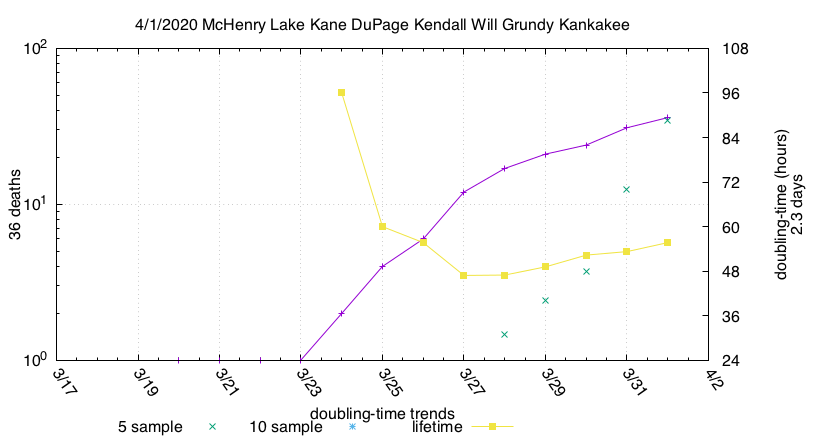 4/1/2020 McHenry Lake Kane DuPage Kendall Will Grundy Kankakee
36 deaths
10^2
10^1
10^0
108
96
84
72
60
48
36
24
doubling-time (hours)
2.3 days
3/17
3/19
3/21
3/23
3/25
3/27
3/29
3/31
4/2
doubling-time trends
5 sample
10 sample
lifetime